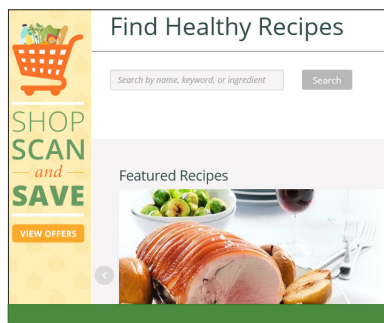 Find Healthy Recipes
Search by name, keyword, or ingredient
Search
SHOP
SCAN
and
SAVE
VIEW OFFERS
Featured Recipes